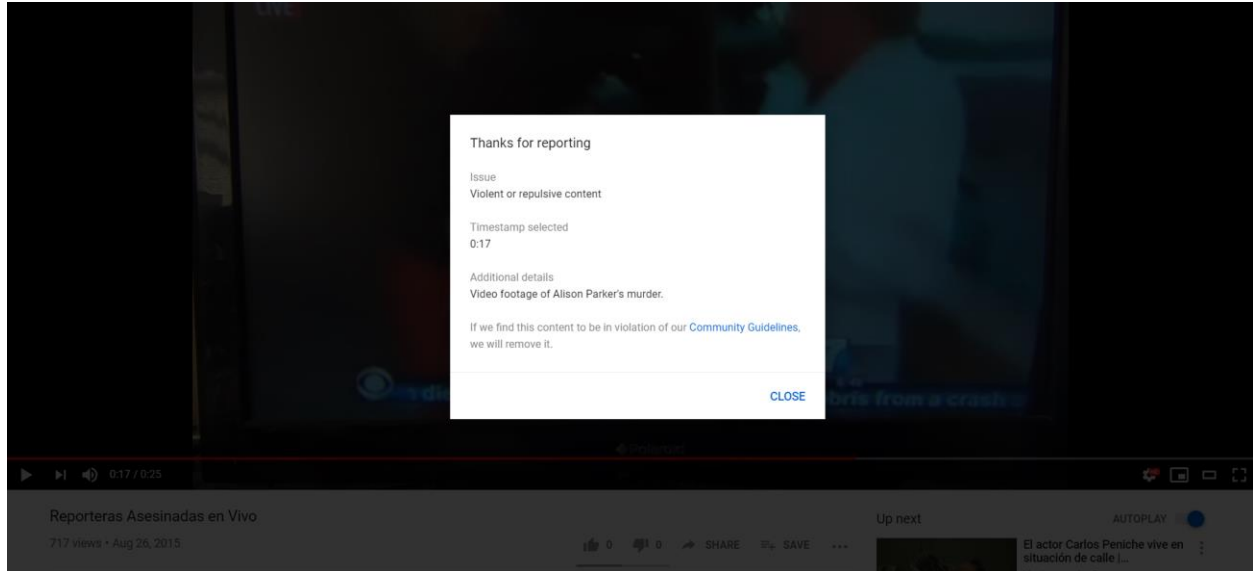 LIVE
Thanks for reporting
Issue
Violent or repulsive content
Timestamp selected
0:17
Additional details
Video footage of Alison Parker's murder.
If we find this content to be in violation of our Community Guidelines,
we will remove it.
CLOSE
die
bris from a crash
0:17 / 0:25
Reporteras Asesinadas en Vivo
717 views • Aug 26, 2015
0 0 SHARE SAVE
Up next
AUTOPLAY
El actor Carlos Peniche vive en
situación de calle |...